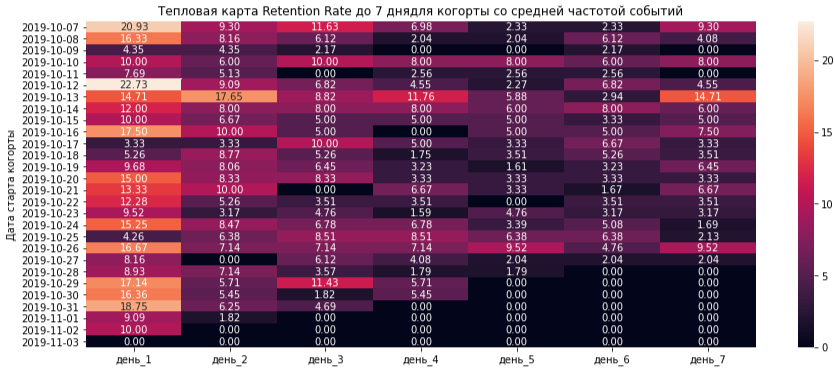 Тепловая карта Retention Rate до 7 днядля когорты со средней частотой событий
Дата старта когорты
2019-10-07 20.93 9.30 11.63 6.98 2.33 2.33 9.30
2019-10-08 16.33 8.16 6.12 2.04 2.04 6.12 4.08
2019-10-09 4.35 4.35 2.17 0.00 0.00 2.17 0.00
2019-10-10 10.00 6.00 10.00 8.00 8.00 6.00 8.00
2019-10-11 7.69 5.13 0.00 2.56 2.56 2.56 0.00
2019-10-12 22.73 9.09 6.82 4.55 2.27 6.82 4.55
2019-10-13 14.71 17.65 8.82 11.76 5.88 2.94 14.71
2019-10-14 12.00 8.00 8.00 8.00 6.00 8.00 6.00
2019-10-15 10.00 6.67 5.00 5.00 5.00 3.33 5.00
2019-10-16 17.50 10.00 5.00 0.00 5.00 5.00 7.50
2019-10-17 3.33 3.33 10.00 5.00 3.33 6.67 3.33
2019-10-18 5.26 8.77 5.26 1.75 3.51 5.26 3.51
2019-10-19 9.68 8.06 6.45 3.23 1.61 3.23 6.45
2019-10-20 15.00 8.33 8.33 3.33 3.33 3.33 3.33
2019-10-21 13.33 10.00 0.00 6.67 3.33 1.67 6.67
2019-10-22 12.28 5.26 3.51 3.51 0.00 3.51 3.51
2019-10-23 9.52 3.17 4.76 1.59 4.76 3.17 3.17
2019-10-24 15.25 8.47 6.78 6.78 3.39 5.08 1.69
2019-10-25 4.26 6.38 8.51 8.51 6.38 6.38 2.13
2019-10-26 16.67 7.14 7.14 7.14 9.52 4.76 9.52
2019-10-27 8.16 0.00 6.12 4.08 2.04 2.04 2.04
2019-10-28 8.93 7.14 3.57 1.79 1.79 0.00 0.00
2019-10-29 17.14 5.71 11.43 5.71 0.00 0.00 0.00
2019-10-30 16.36 5.45 1.82 5.45 0.00 0.00 0.00
2019-10-31 18.75 6.25 4.69 0.00 0.00 0.00 0.00
2019-11-01 9.09 1.82 0.00 0.00 0.00 0.00 0.00
2019-11-02 10.00 0.00 0.00 0.00 0.00 0.00 0.00
2019-11-03 0.00 0.00 0.00 0.00 0.00 0.00 0.00
день_1 день_2 день_3 день_4 день_5 день_6 день_7
20
15
10
5
0